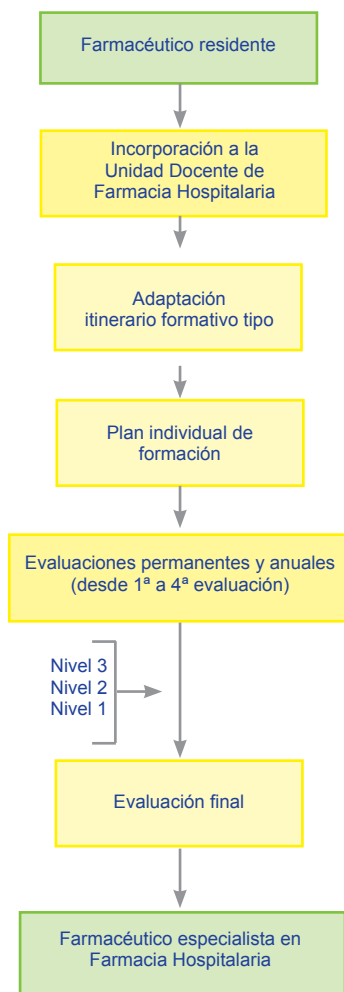 Farmacéutico residente
Incorporación a la
Unidad Docente de
Farmacia Hospitalaria
Adaptación
itinerario formativo tipo
Plan individual de
formación
Evaluaciones permanentes y anuales
(desde 1ª a 4ª evaluación)
Nivel 3
Nivel 2
Nivel 1
Evaluación final
Farmacéutico especialista en
Farmacia Hospitalaria